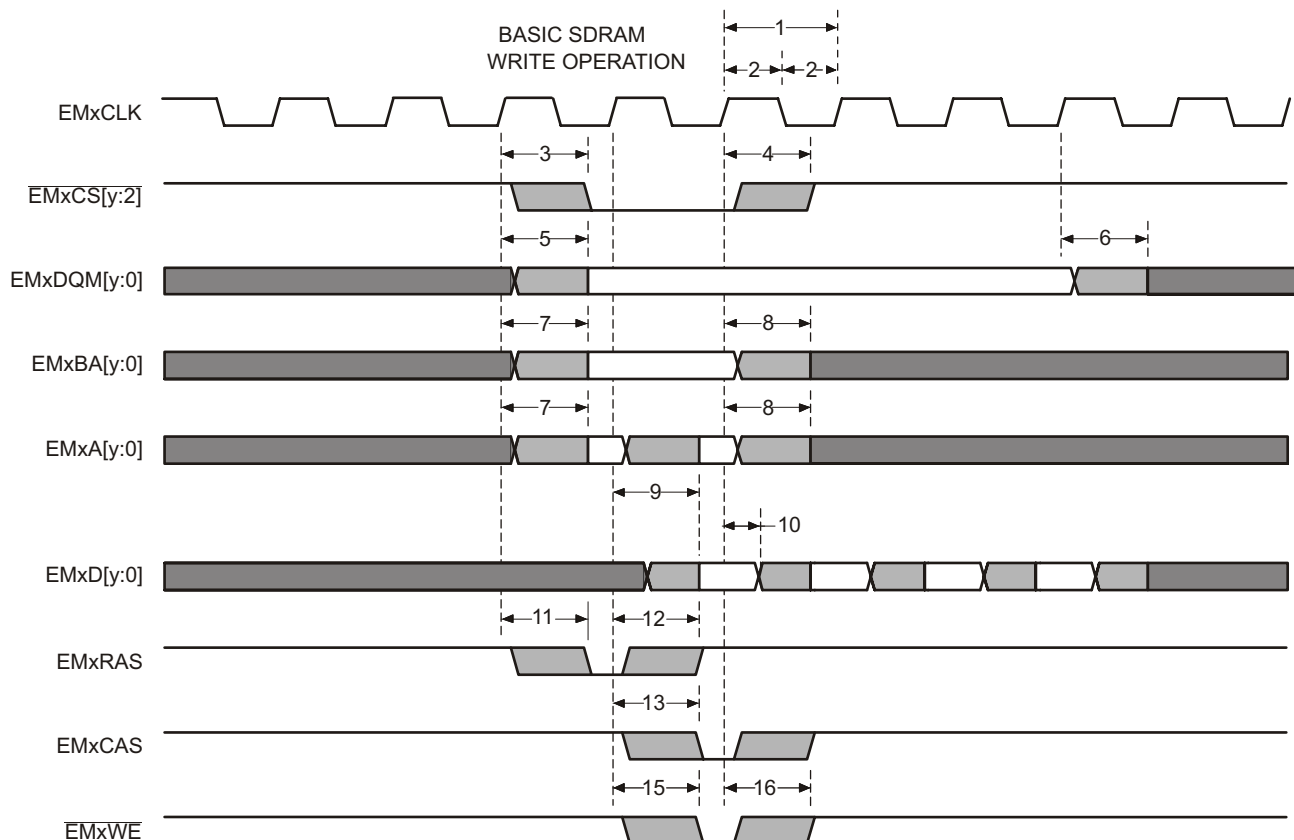 BASIC SDRAM
WRITE OPERATION
1
2 2
EMxCLK
3 4
EMxCS[y:2]
5 6
EMxDQM[y:0]
7 8
EMxBA[y:0]
7 8
EMxA[y:0]
9
10
EMxD[y:0]
11 12
EMxRAS
13
EMxCAS
15 16
EMxWE